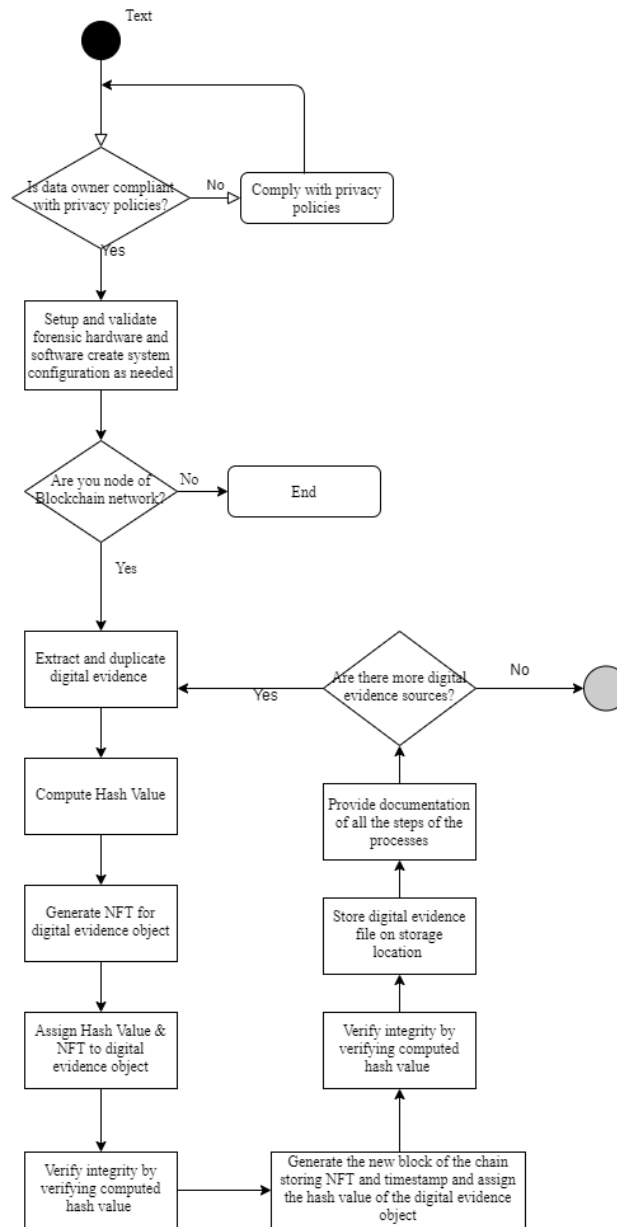 Text
Is data owner compliant
with privacy policies?
No
Comply with privacy
policies
Yes
Setup and validate
forensic hardware and
software create system
configuration as needed
Are you node of
Blockchain network?
No
End
Yes
Extract and duplicate
digital evidence
Are there more digital
evidence sources?
Yes
No
Compute Hash Value
Provide documentation
of all the steps of the
processes
Generate NFT for
digital evidence object
Store digital evidence
file on storage
location
Assign Hash Value &
NFT to digital
evidence object
Verify integrity by
verifying computed
hash value
Verify integrity by
verifying computed
hash value
Generate the new block of the chain
storing NFT and timestamp and assign
the hash value of the digital evidence
object